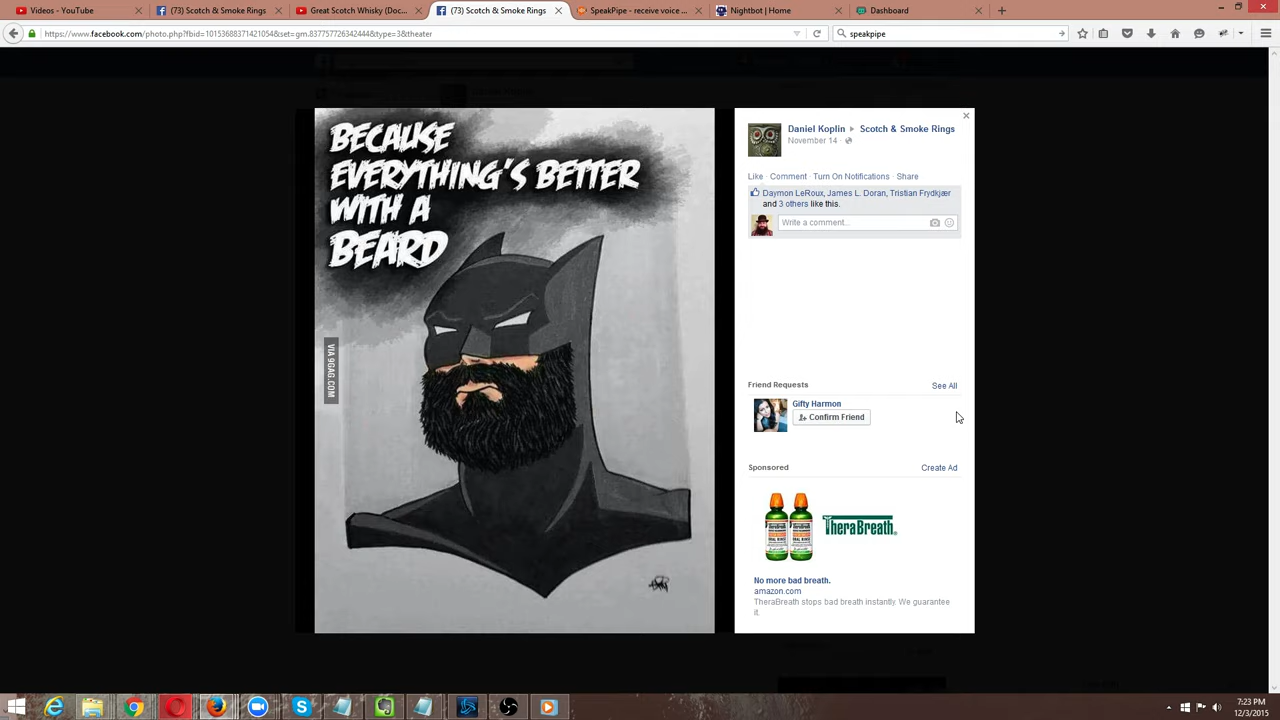 Videos - YouTube
(73) Scotch & Smoke Rings
Great Scotch Whisky (Doc...
(73) Scotch & Smoke Rings
SpeakPipe - receive voice ...
Nightbot | Home
Dashboard
https://www.facebook.com/photo.php?fbid=10153688371421054&set=gm.837757726342444&type=3&theater
speakpipe
BECAUSE
EVERYTHING'S BETTER
WITH A
BEARD
VIA 9GAG.COM
Daniel Koplin ▶ Scotch & Smoke Rings
November 14 ·
Like · Comment · Turn On Notifications · Share
Daymon LeRoux, James L. Doran, Tristian Frydkjær
and 3 others like this.
Write a comment...
Friend Requests
See All
Gifty Harmon
Confirm Friend
Sponsored
Create Ad
TheraBreath
No more bad breath.
amazon.com
TheraBreath stops bad breath instantly. We guarantee
it.
7:23 PM
12/3/2015